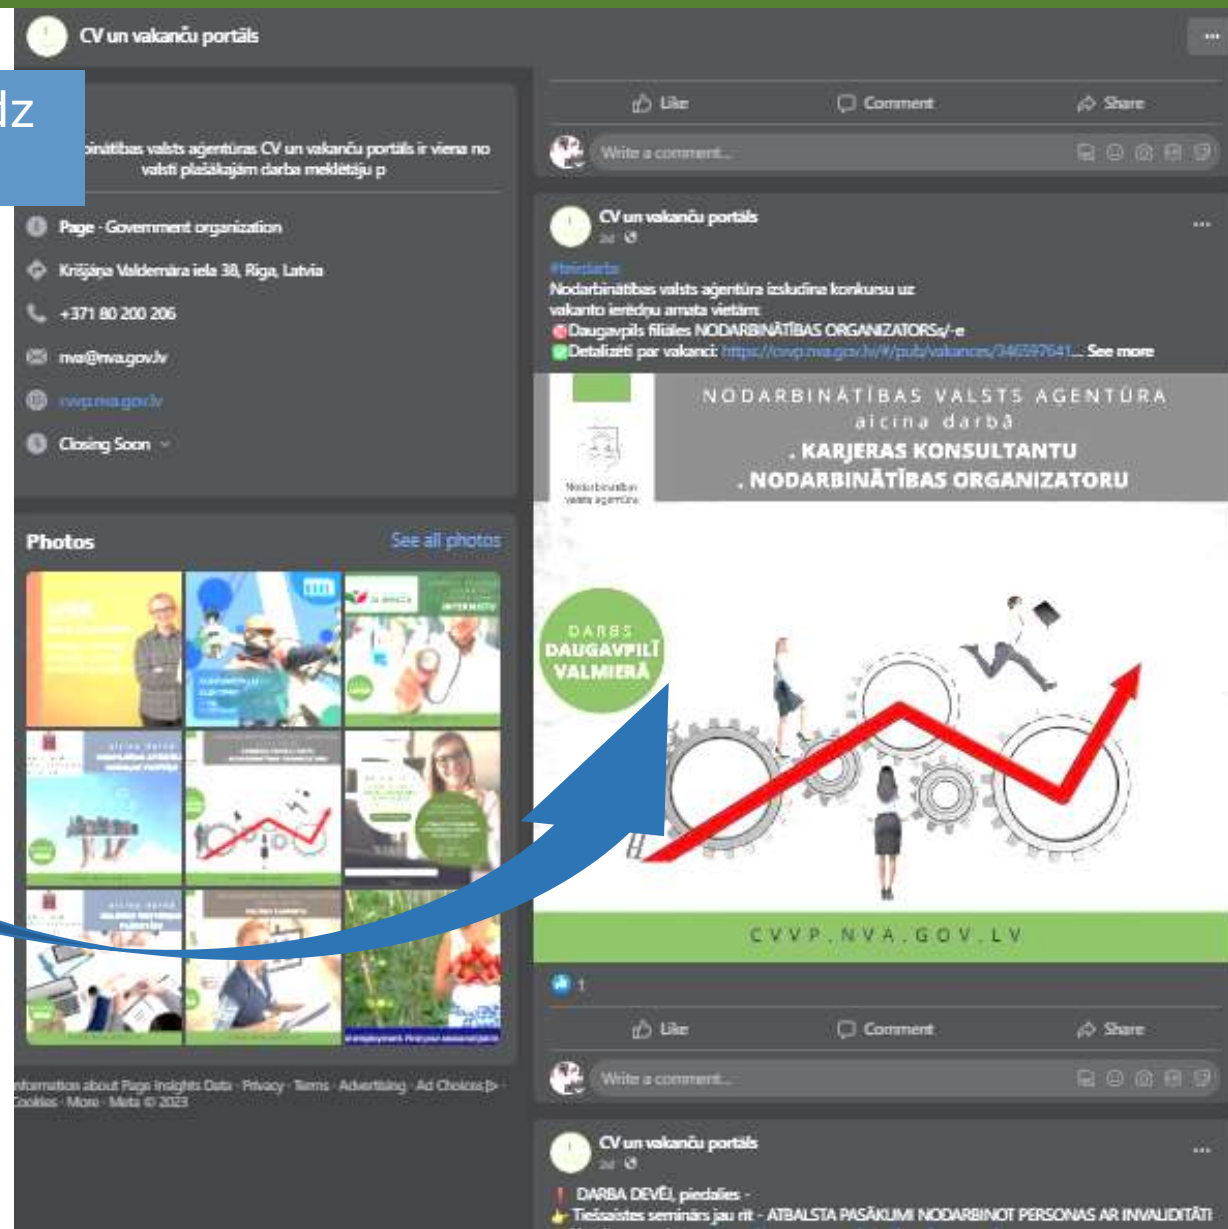 CV un vakanču portāls
dz
binātības valsts aģentūras CV un vakanču portāls ir viena no
valstī plašākajām darba meklētāju p
Page · Government organization
Krišjāņa Valdemāra iela 38, Riga, Latvia
+371 80 200 206
nva@nva.gov.lv
cvvp.nva.gov.lv
Closing Soon
Photos
See all photos
Information about Page Insights Data · Privacy · Terms · Advertising · Ad Choices ·
Cookies · More · Meta © 2023
Like
Comment
Share
Write a comment...
CV un vakanču portāls
2d
Nodarbinātības valsts aģentūra izsludina konkursu uz
vakanto ierēdņu amata vietām:
Daugavpils filiāles NODARBINĀTĪBAS ORGANIZATORSs/-e
Detalizēti par vakanci: https://cvvp.nva.gov.lv/#/pub/vakances/346597641... See more
Nodarbinātības
valsts aģentūra
NODARBINĀTĪBAS VALSTS AĢENTŪRA
aicina darbā
. KARJERAS KONSULTANTU
. NODARBINĀTĪBAS ORGANIZATORU
DARBS
DAUGAVPILĪ
VALMIERĀ
CVVP.NVA.GOV.LV
1
Like
Comment
Share
Write a comment...
CV un vakanču portāls
2d
DARBA DEVĒJ, piedalies -
Tiešsaistes seminārs jau rīt - ATBALSTA PASĀKUMI NODARBINOT PERSONAS AR INVALIDITĀTI